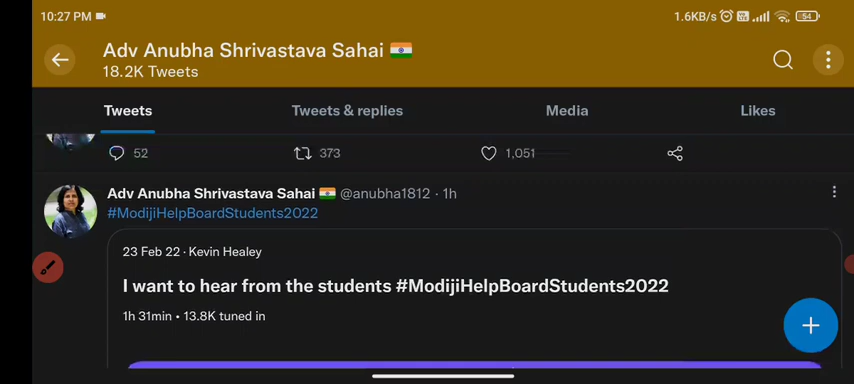 10:27 PM
1.6KB/s
54
Adv Anubha Shrivastava Sahai
18.2K Tweets
Tweets
Tweets & replies
Media
Likes
52
373
1,051
Adv Anubha Shrivastava Sahai @anubha1812 · 1h
#ModijiHelpBoardStudents2022
23 Feb 22 · Kevin Healey
I want to hear from the students #ModijiHelpBoardStudents2022
1h 31min • 13.8K tuned in